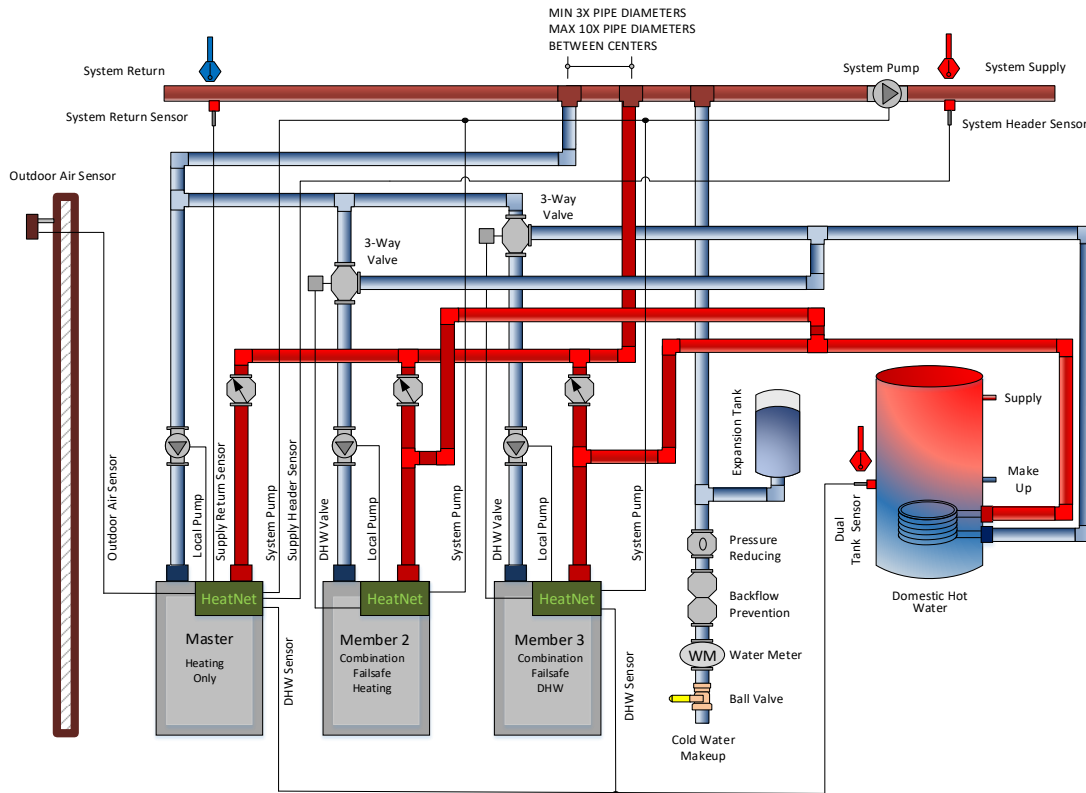 MIN 3X PIPE DIAMETERS
MAX 10X PIPE DIAMETERS
BETWEEN CENTERS
System Return
System Pump
System Supply
System Return Sensor
System Header Sensor
Outdoor Air Sensor
3-Way
Valve
3-Way
Valve
Expansion Tank
Supply
Make
Up
Dual
Tank Sensor
Domestic Hot
Water
Outdoor Air Sensor
Local Pump
Supply Return Sensor
System Pump
Supply Header Sensor
DHW Valve
Local Pump
System Pump
DHW Valve
Local Pump
System Pump
Pressure
Reducing
Backflow
Prevention
WM
Water Meter
Ball Valve
Cold Water
Makeup
HeatNet
Master
Heating
Only
DHW Sensor
HeatNet
Member 2
Combination
Failsafe
Heating
HeatNet
Member 3
Combination
Failsafe
DHW
DHW Sensor